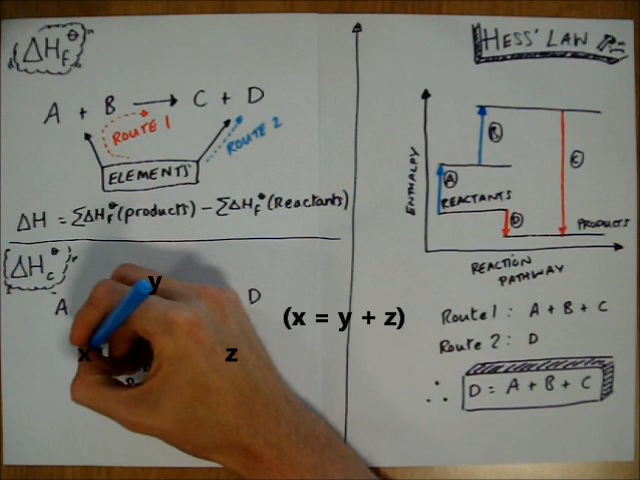 ΔHf⊖
A + B → C + D
ROUTE 1
ROUTE 2
ELEMENTS
ΔH = ΣΔHf⊖(products) – ΣΔHf⊖(Reactants)
ΔHc⊖
A
D
y
x
z
(x = y + z)
HESS' LAW
ENTHALPY
A
B
C
D
REACTANTS
PRODUCTS
REACTION
PATHWAY
Route 1 : A + B + C
Route 2 : D
∴ D = A + B + C